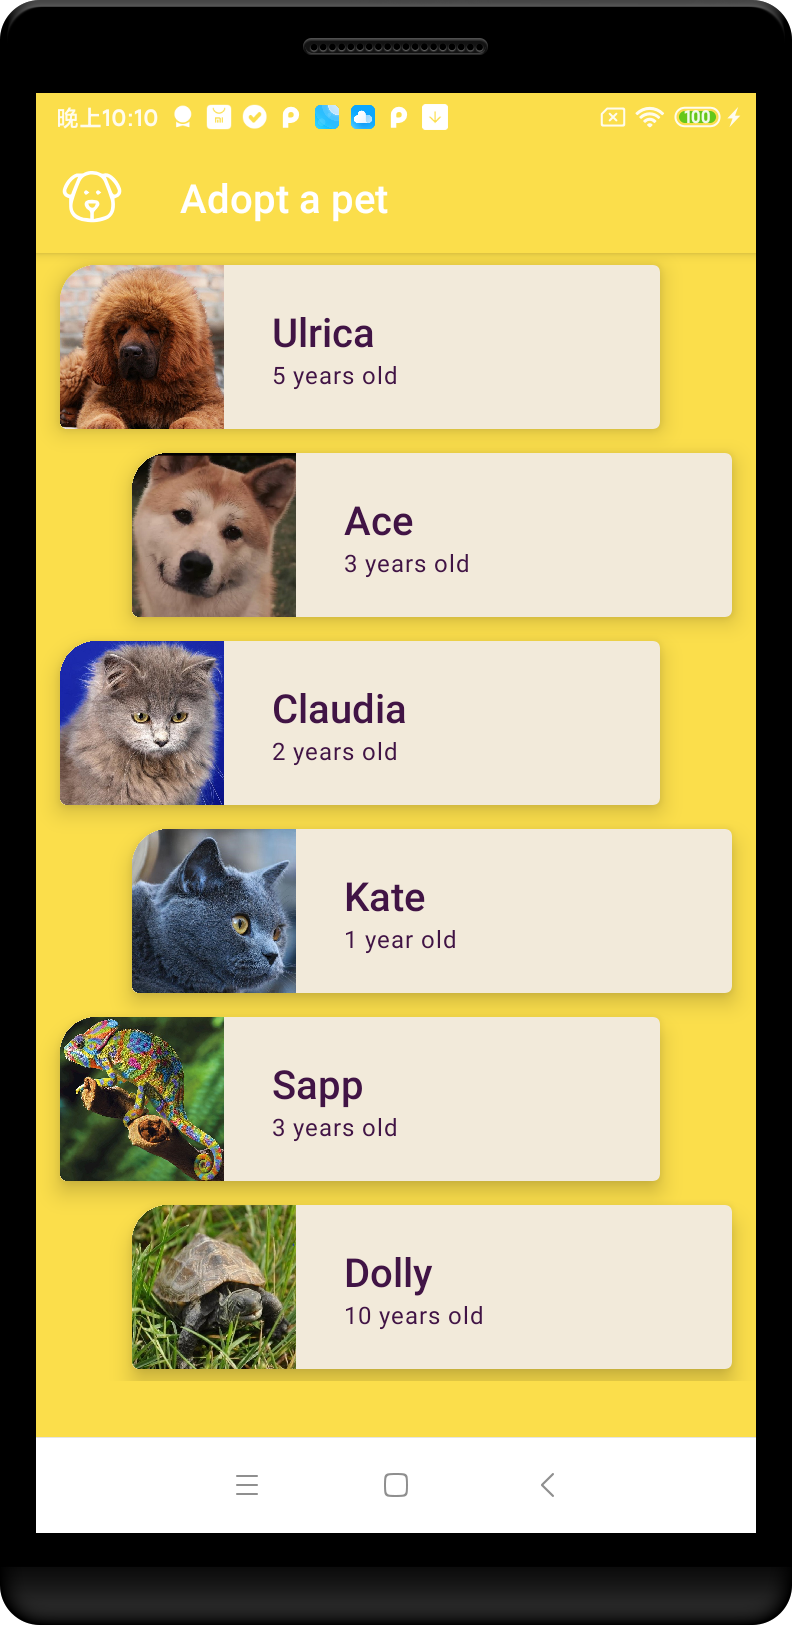 晚上10:10
100
Adopt a pet
Ulrica
5 years old
Ace
3 years old
Claudia
2 years old
Kate
1 year old
Sapp
3 years old
Dolly
10 years old